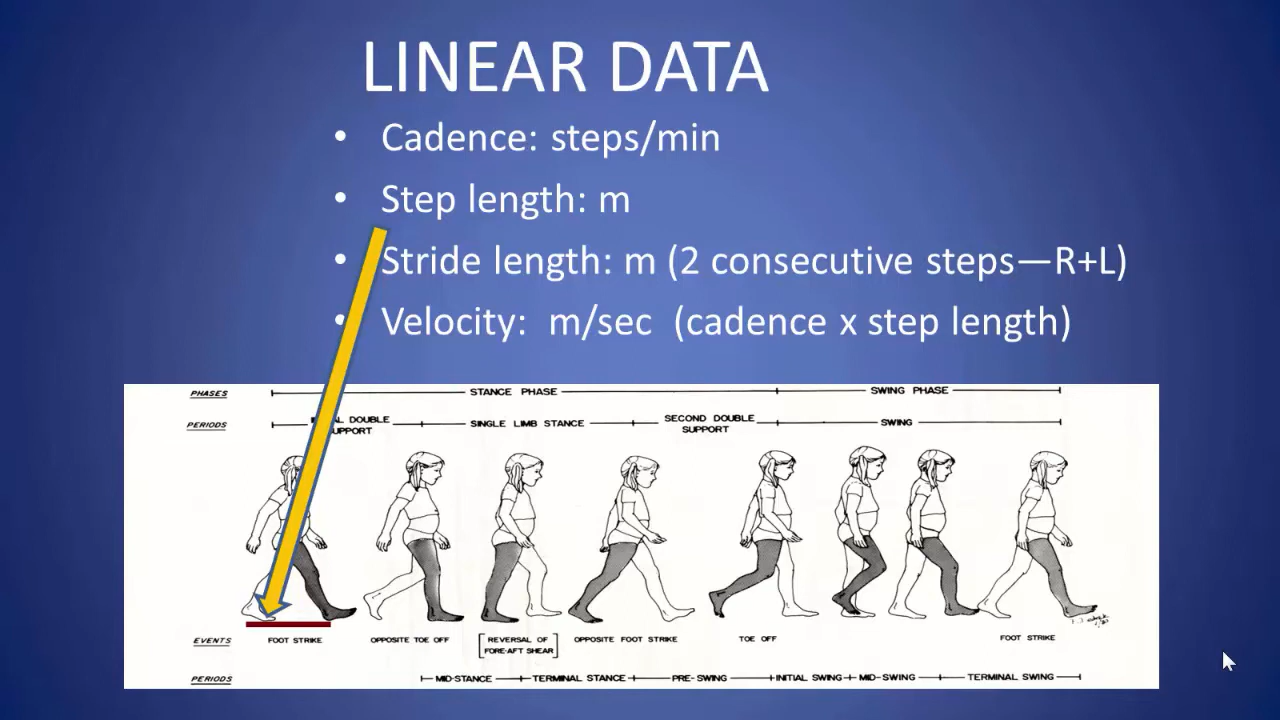 LINEAR DATA
• Cadence: steps/min
• Step length: m
• Stride length: m (2 consecutive steps—R+L)
• Velocity: m/sec (cadence x step length)
PHASES STANCE PHASE SWING PHASE
PERIODS DOUBLE SINGLE LIMB STANCE SECOND DOUBLE SUPPORT SWING
EVENTS FOOT STRIKE OPPOSITE TOE OFF [REVERSAL OF FORE-AFT SHEAR] OPPOSITE FOOT STRIKE TOE OFF FOOT STRIKE
PERIODS MID-STANCE TERMINAL STANCE PRE-SWING INITIAL SWING MID-SWING TERMINAL SWING